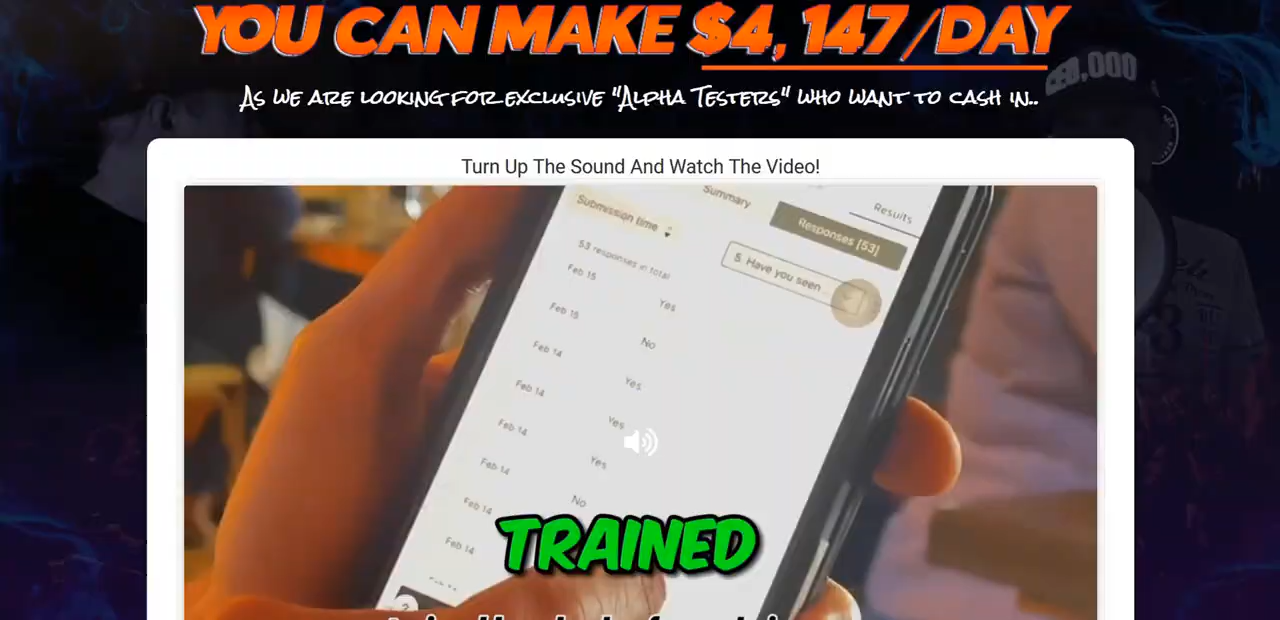 YOU CAN MAKE $4, 147/DAY
AS WE ARE LOOKING FOR EXCLUSIVE "ALPHA TESTERS" WHO WANT TO CASH IN..
Turn Up The Sound And Watch The Video!
Summary
Results
Submission time
Responses [53]
53 responses in total
5. Have you seen
Feb 15
Yes
Feb 15
No
Feb 14
Yes
Feb 14
Yes
Feb 14
Yes
Feb 14
No
Feb 14
Feb 14
TRAINED